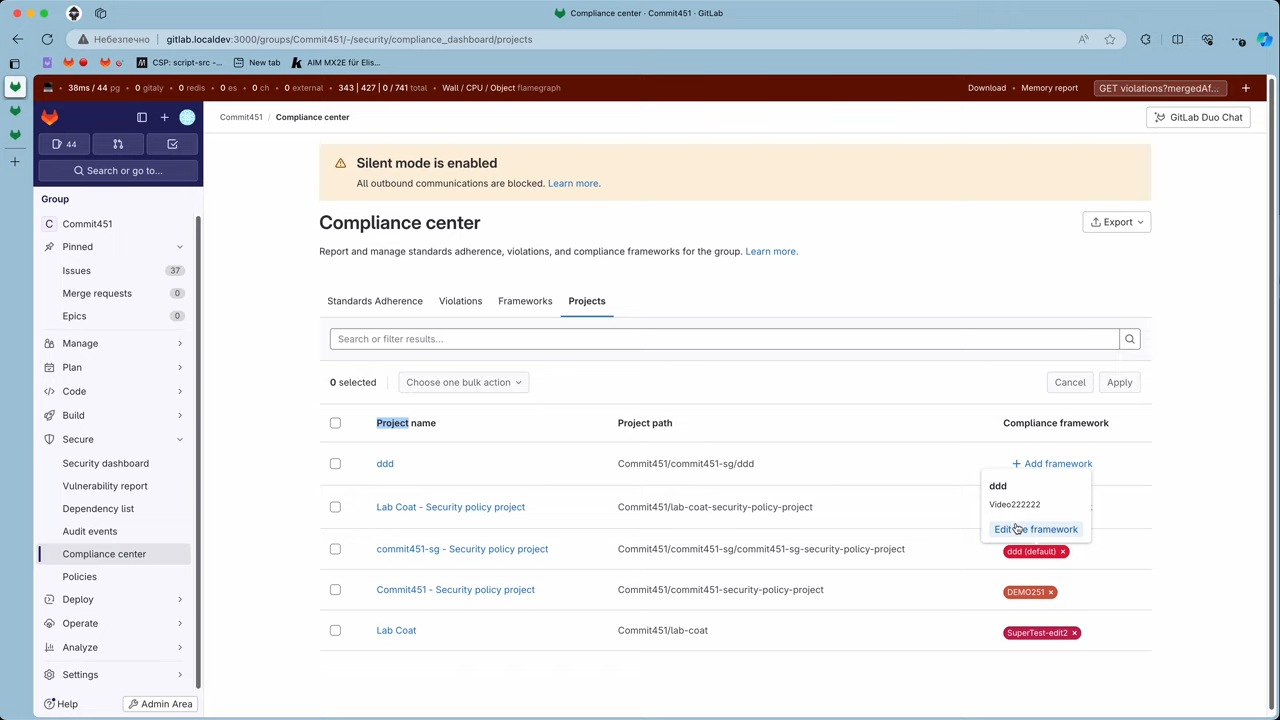 Compliance center · Commit451 · GitLab
Небезпечно
gitlab.localdev:3000/groups/Commit451/-/security/compliance_dashboard/projects
CSP: script-src -...
New tab
AIM MX2E für Elis...
38ms / 44 pg
0 gitaly
0 redis
0 es
0 ch
0 external
343 | 427 | 0 / 741 total
Wall / CPU / Object flamegraph
Download
Memory report
GET violations?mergedAf...
44
Search or go to...
Group
C Commit451
Pinned
Issues 37
Merge requests 0
Epics 0
Manage
Plan
Code
Build
Secure
Security dashboard
Vulnerability report
Dependency list
Audit events
Compliance center
Policies
Deploy
Operate
Analyze
Settings
Help
Admin Area
Commit451 / Compliance center
GitLab Duo Chat
Silent mode is enabled
All outbound communications are blocked. Learn more.
Compliance center
Export
Report and manage standards adherence, violations, and compliance frameworks for the group. Learn more.
Standards Adherence Violations Frameworks Projects
Search or filter results...
0 selected
Choose one bulk action
Cancel
Apply
Project name Project path Compliance framework
ddd Commit451/commit451-sg/ddd + Add framework
ddd
Video222222
Edit framework
Lab Coat - Security policy project Commit451/lab-coat-security-policy-project
commit451-sg - Security policy project Commit451/commit451-sg/commit451-sg-security-policy-project ddd (default) ×
Commit451 - Security policy project Commit451/commit451-security-policy-project DEMO251 ×
Lab Coat Commit451/lab-coat SuperTest-edit2 ×